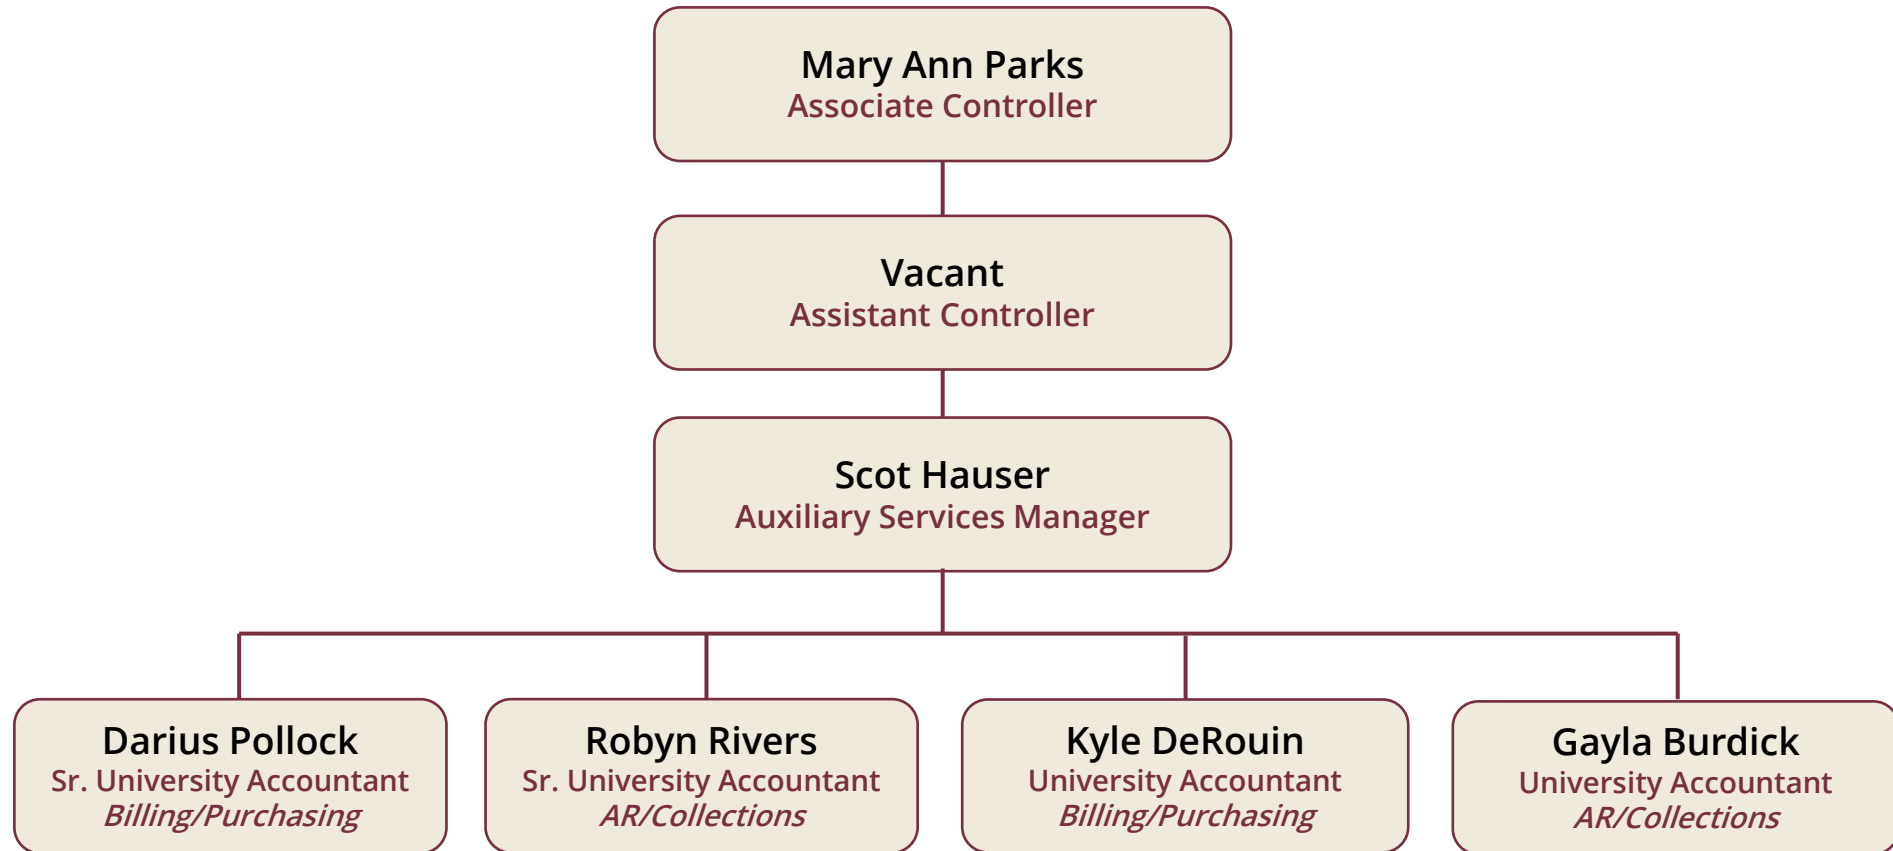 Mary Ann Parks
Associate Controller
Vacant
Assistant Controller
Scot Hauser
Auxiliary Services Manager
Darius Pollock
Sr. University Accountant
Billing/Purchasing
Robyn Rivers
Sr. University Accountant
AR/Collections
Kyle DeRouin
University Accountant
Billing/Purchasing
Gayla Burdick
University Accountant
AR/Collections